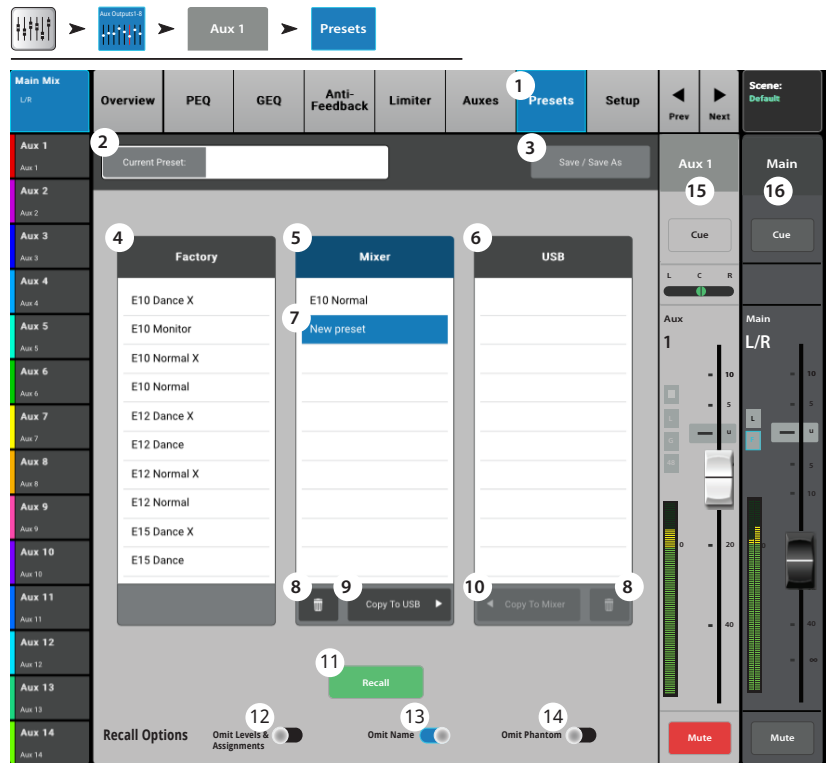 Aux Outputs1-8
Aux 1
Presets
Main Mix
L/R
Overview
PEQ
GEQ
Anti-
Feedback
Limiter
Auxes
1
Presets
Setup
Prev
Next
Scene:
Default
Aux 1
Aux 1
Aux 2
Aux 2
Aux 3
Aux 3
Aux 4
Aux 4
Aux 5
Aux 5
Aux 6
Aux 6
Aux 7
Aux 7
Aux 8
Aux 8
Aux 9
Aux 9
Aux 10
Aux 10
Aux 11
Aux 11
Aux 12
Aux 12
Aux 13
Aux 13
Aux 14
Aux 14
2
Current Preset:
3
Save / Save As
4
Factory
E10 Dance X
E10 Monitor
E10 Normal X
E10 Normal
E12 Dance X
E12 Dance
E12 Normal X
E12 Normal
E15 Dance X
E15 Dance
5
Mixer
E10 Normal
7
New preset
8
9
Copy To USB
6
USB
10
Copy To Mixer
8
11
Recall
Recall Options
12
Omit Levels &
Assignments
13
Omit Name
14
Omit Phantom
Aux 1
15
Cue
L C R
Aux
1
10
5
U
L
0
20
40
Mute
Main
16
Cue
Main
L/R
10
5
L
U
5
10
20
40
∞
Mute